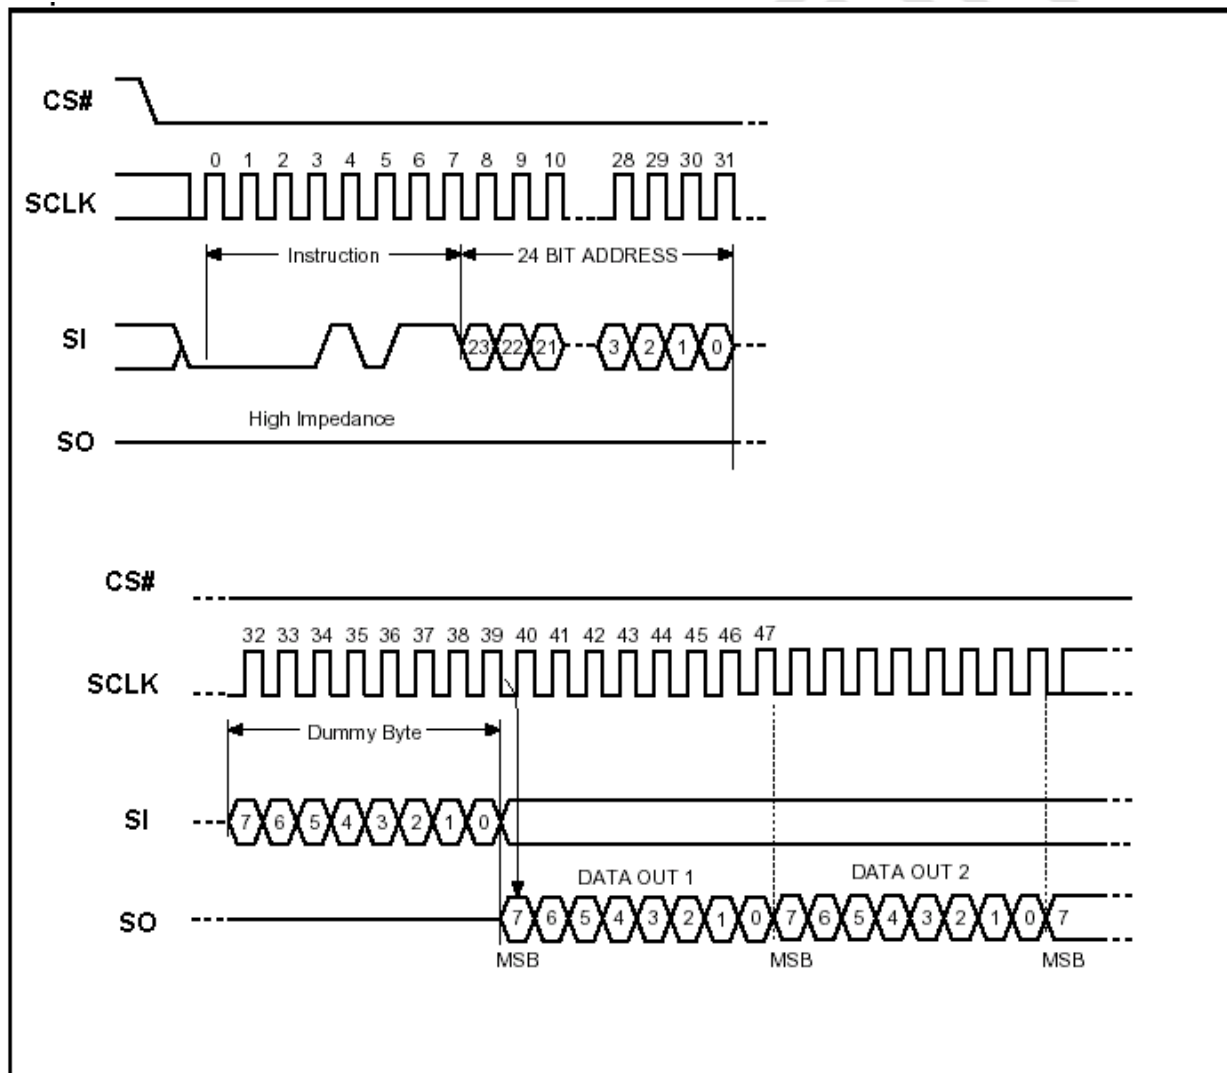 CS#
0 1 2 3 4 5 6 7 8 9 10 28 29 30 31
SCLK
Instruction 24 BIT ADDRESS
SI 23 22 21 3 2 1 0
High Impedance
SO
CS#
32 33 34 35 36 37 38 39 40 41 42 43 44 45 46 47
SCLK
Dummy Byte
SI 7 6 5 4 3 2 1 0
DATA OUT 1 DATA OUT 2
SO 7 6 5 4 3 2 1 0 7 6 5 4 3 2 1 0 7
MSB MSB MSB